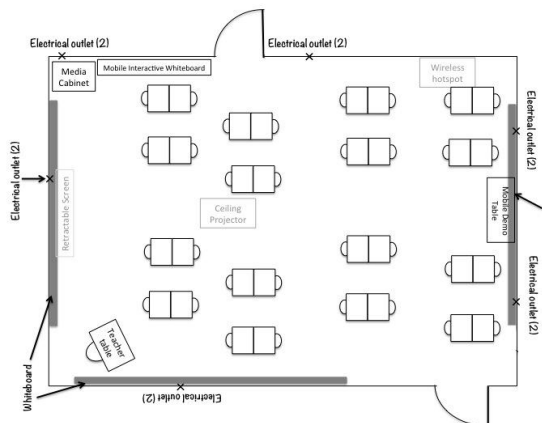 Electrical outlet (2)
Electrical outlet (2)
Media
Cabinet
Mobile Interactive Whiteboard
Wireless
hotspot
Electrical outlet (2)
Electrical outlet (2)
Retractable Screen
Ceiling
Projector
Mobile Demo
Table
Electrical outlet (2)
Teacher
table
Whiteboard
Electrical outlet (2)